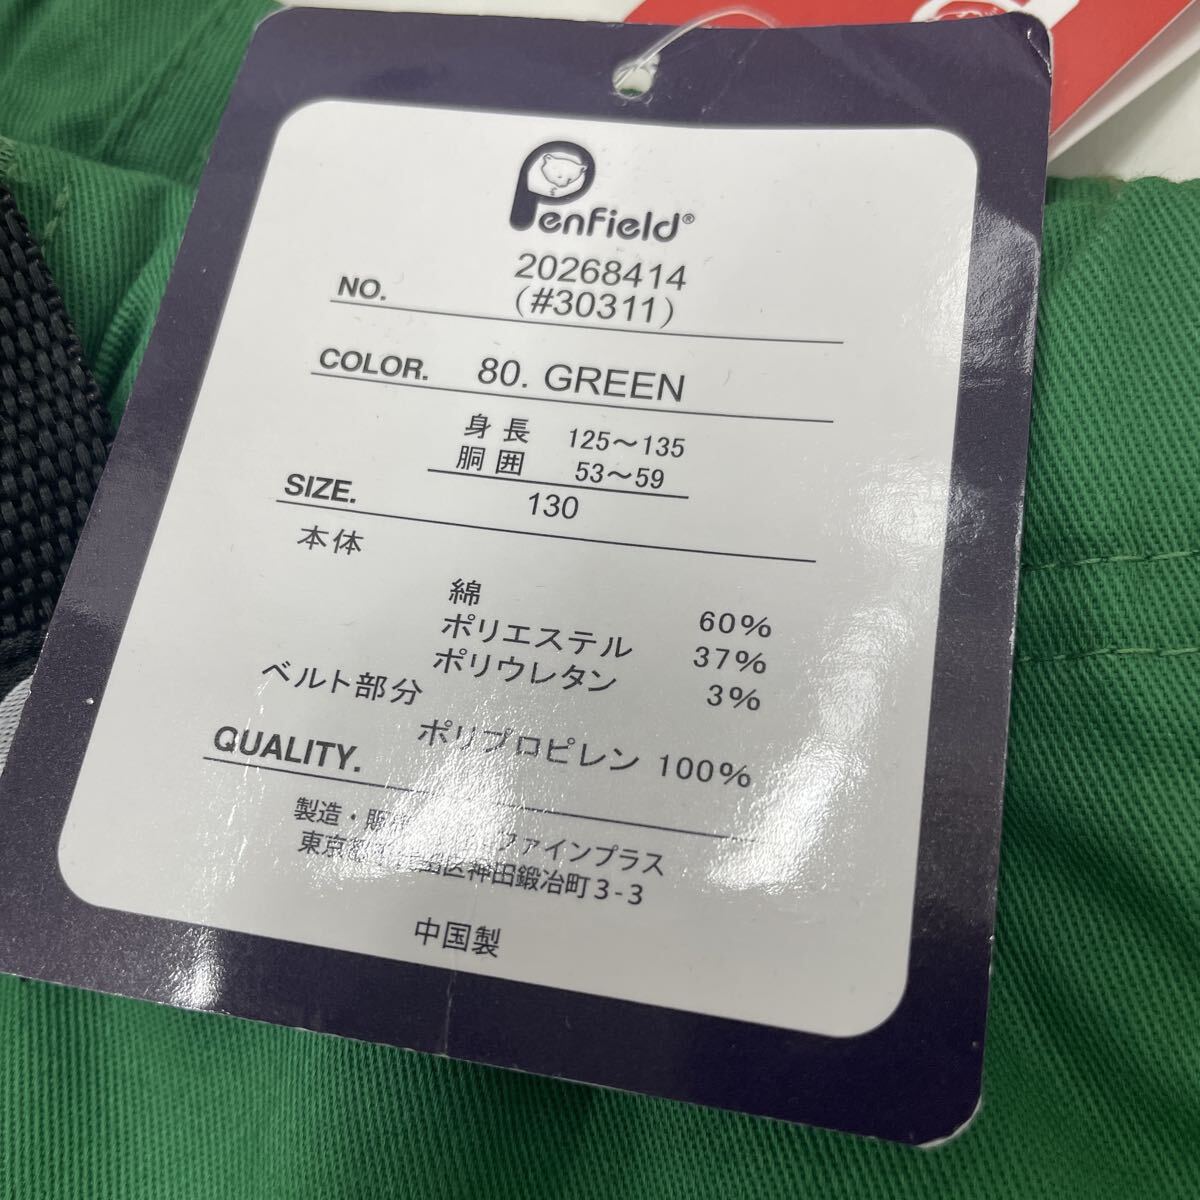 Penfield®
NO. 20268414
(#30311)
COLOR. 80. GREEN
身長 125～135
胴囲 53～59
SIZE. 130
本体
綿 60%
ポリエステル 37%
ポリウレタン 3%
ベルト部分
ポリプロピレン 100%
QUALITY.
製造・販 ファインプラス
東京 区神田鍛冶町3-3
中国製